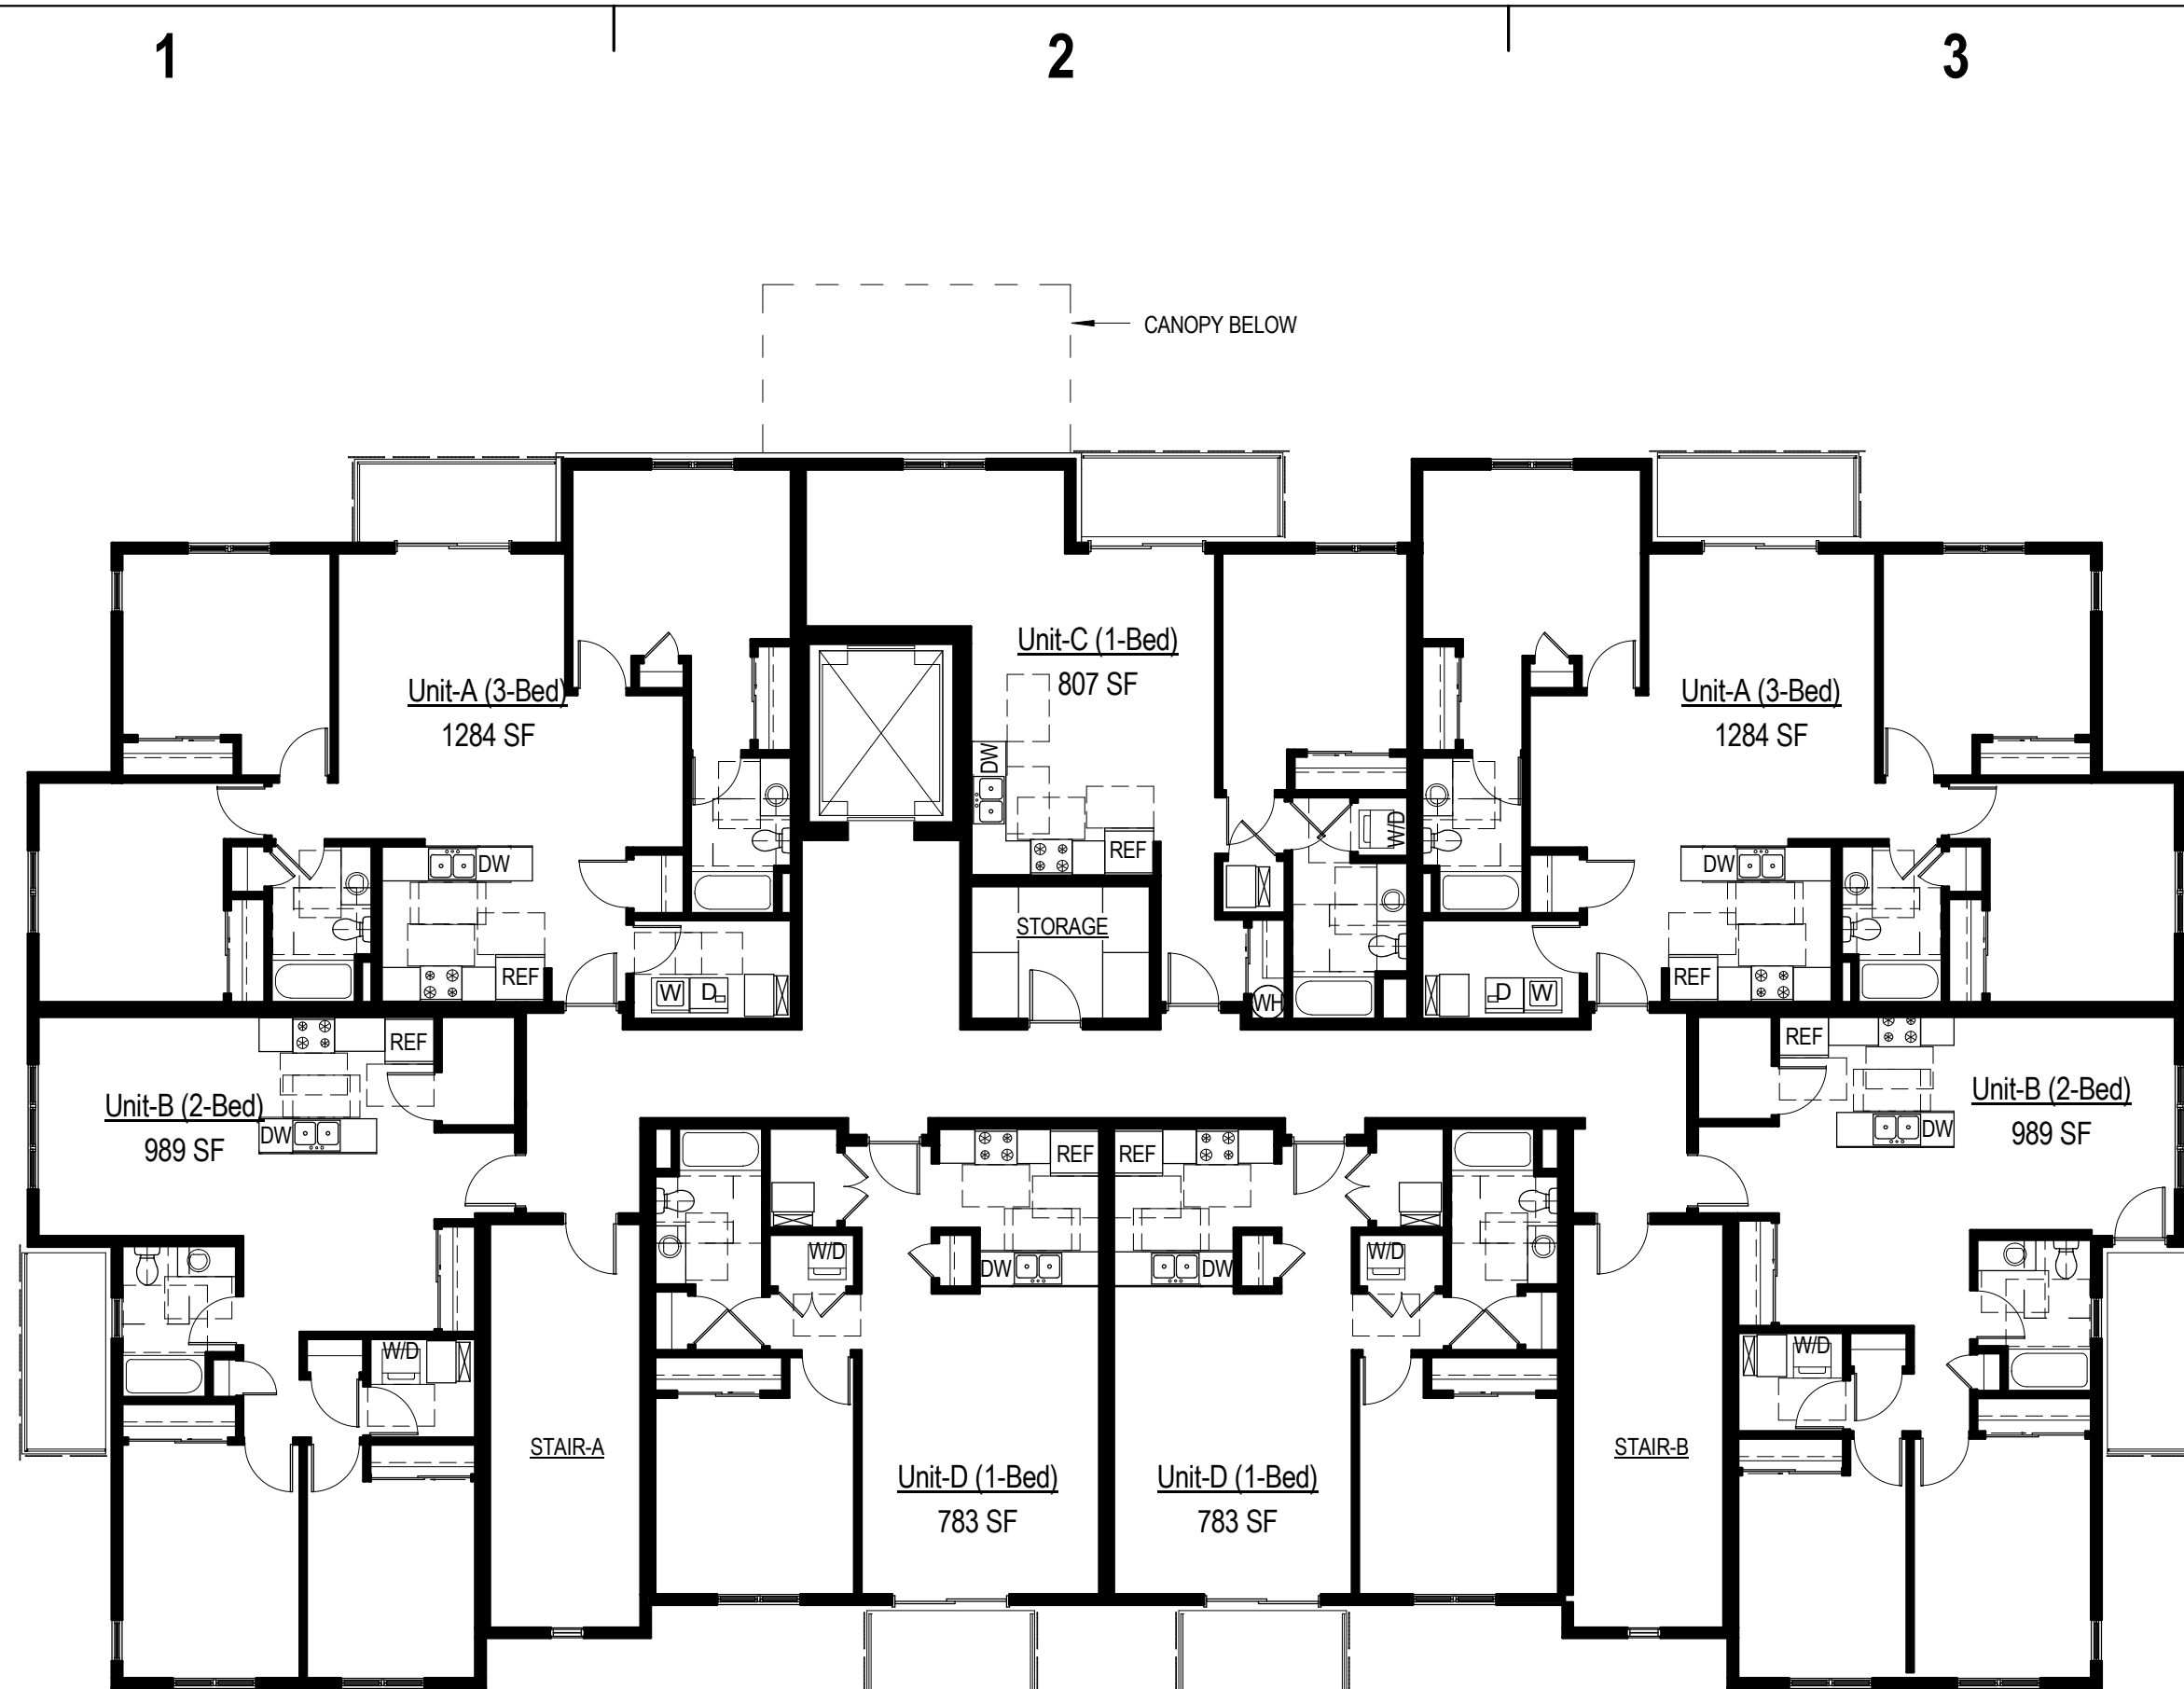 1
2
3
CANOPY BELOW
Unit-A (3-Bed)
1284 SF
Unit-C (1-Bed)
807 SF
Unit-A (3-Bed)
1284 SF
DW
W/D
REF
DW
DW
STORAGE
REF
REF
W
D
WH
D
W
REF
REF
Unit-B (2-Bed)
989 SF
DW
Unit-B (2-Bed)
989 SF
DW
REF
REF
W/D
DW
W/D
DW
W/D
W/D
STAIR-A
STAIR-B
Unit-D (1-Bed)
783 SF
Unit-D (1-Bed)
783 SF